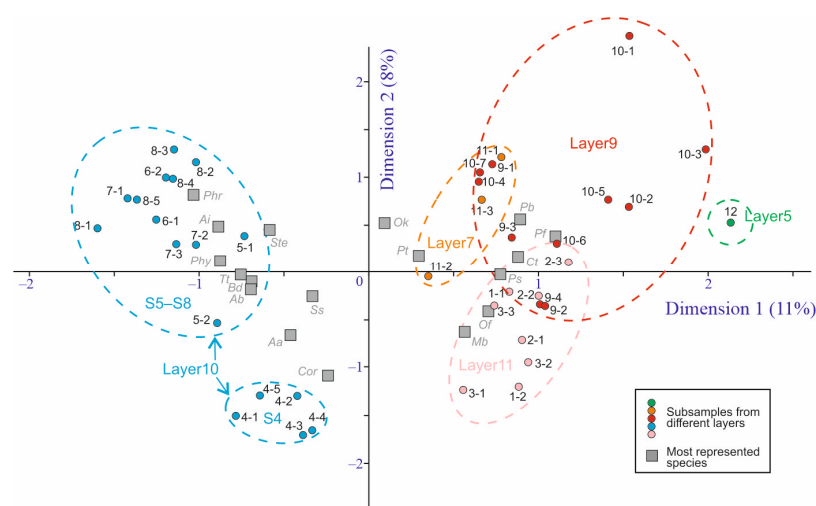 10-1
Dimension 2 (8%)
2
Layer9
8-3
11-1
10-3
6-2
8-2
10-7
9-1
8-4
10-4
1
7-1
8-5
Phr
10-5
10-2
11-3
Pb
12
Layer5
8-1
6-1
Ai
Ok
9-3
Pf
7-2
5-1
Ste
Layer7
10-6
7-3
Phy
Pt
Ct
2-3
Tt
11-2
Ps
−2
−1
0
1
2
Bd
Ab
S5–S8
Ss
1-1
2-2
9-4
Dimension 1 (11%)
3-3
9-2
5-2
Of
Aa
Mb
2-1
Layer10
−1
Layer11
3-2
Cor
4-5
4-2
3-1
1-2
4-1
S4
4-4
4-3
−2
Subsamples from
different layers
Most represented
species